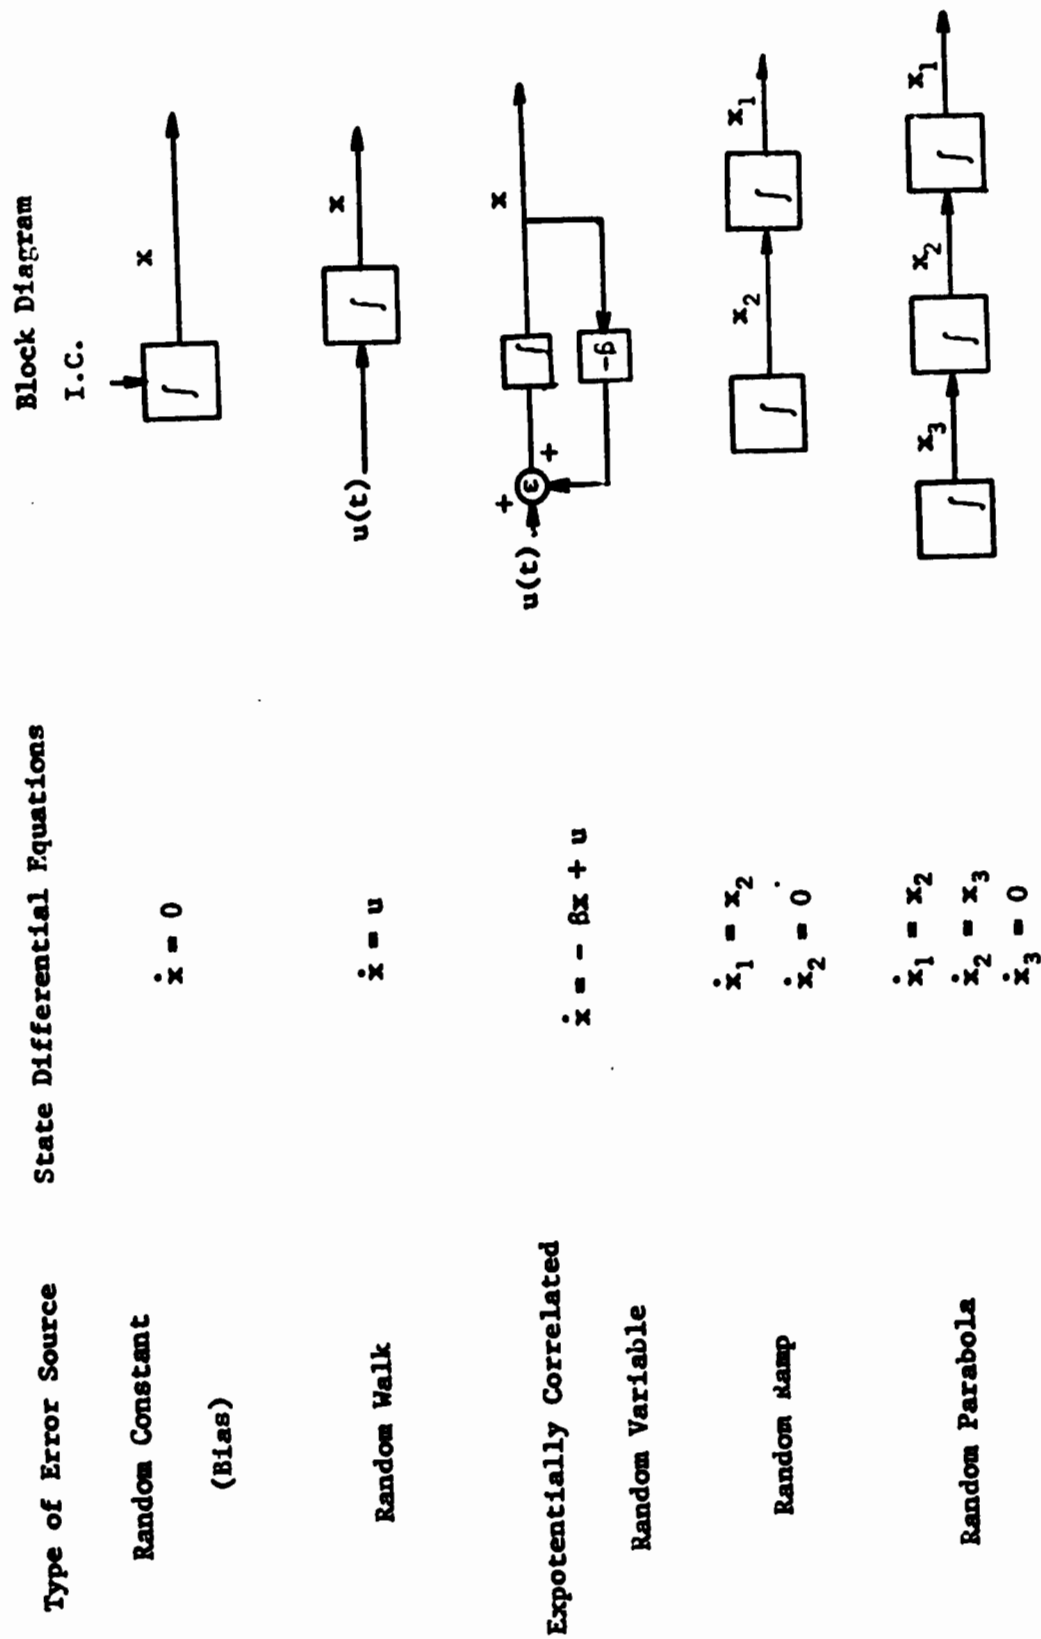 Type of Error Source State Differential Equations Block Diagram
I.C.
Random Constant ẋ = 0 ∫ x
(Bias)
Random Walk ẋ = u u(t) ∫ x
Expotentially Correlated ẋ = - βx + u u(t) + ε + ∫ x
-β
Random Variable
Random Ramp ẋ₁ = x₂ ∫ x₂ ∫ x₁
ẋ₂ = 0
Random Parabola ẋ₁ = x₂ ∫ x₃ ∫ x₂ ∫ x₁
ẋ₂ = x₃
ẋ₃ = 0